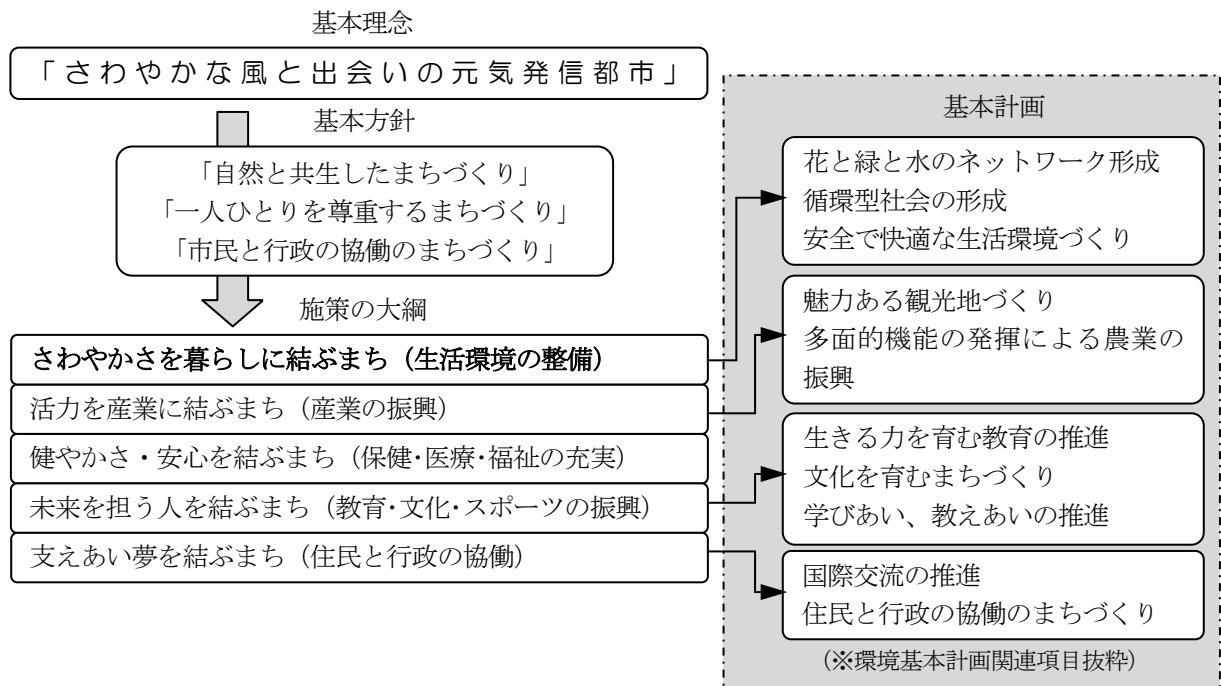 基本理念
「さわやかな風と出会いの元気発信都市」
基本方針
「自然と共生したまちづくり」
「一人ひとりを尊重するまちづくり」
「市民と行政の協働のまちづくり」
施策の大綱
さわやかさを暮らしに結ぶまち（生活環境の整備）
活力を産業に結ぶまち（産業の振興）
健やかさ・安心を結ぶまち（保健・医療・福祉の充実）
未来を担う人を結ぶまち（教育・文化・スポーツの振興）
支えあい夢を結ぶまち（住民と行政の協働）
基本計画
花と緑と水のネットワーク形成
循環型社会の形成
安全で快適な生活環境づくり
魅力ある観光地づくり
多面的機能の発揮による農業の
振興
生きる力を育む教育の推進
文化を育むまちづくり
学びあい、教えあいの推進
国際交流の推進
住民と行政の協働のまちづくり
（※環境基本計画関連項目抜粋）